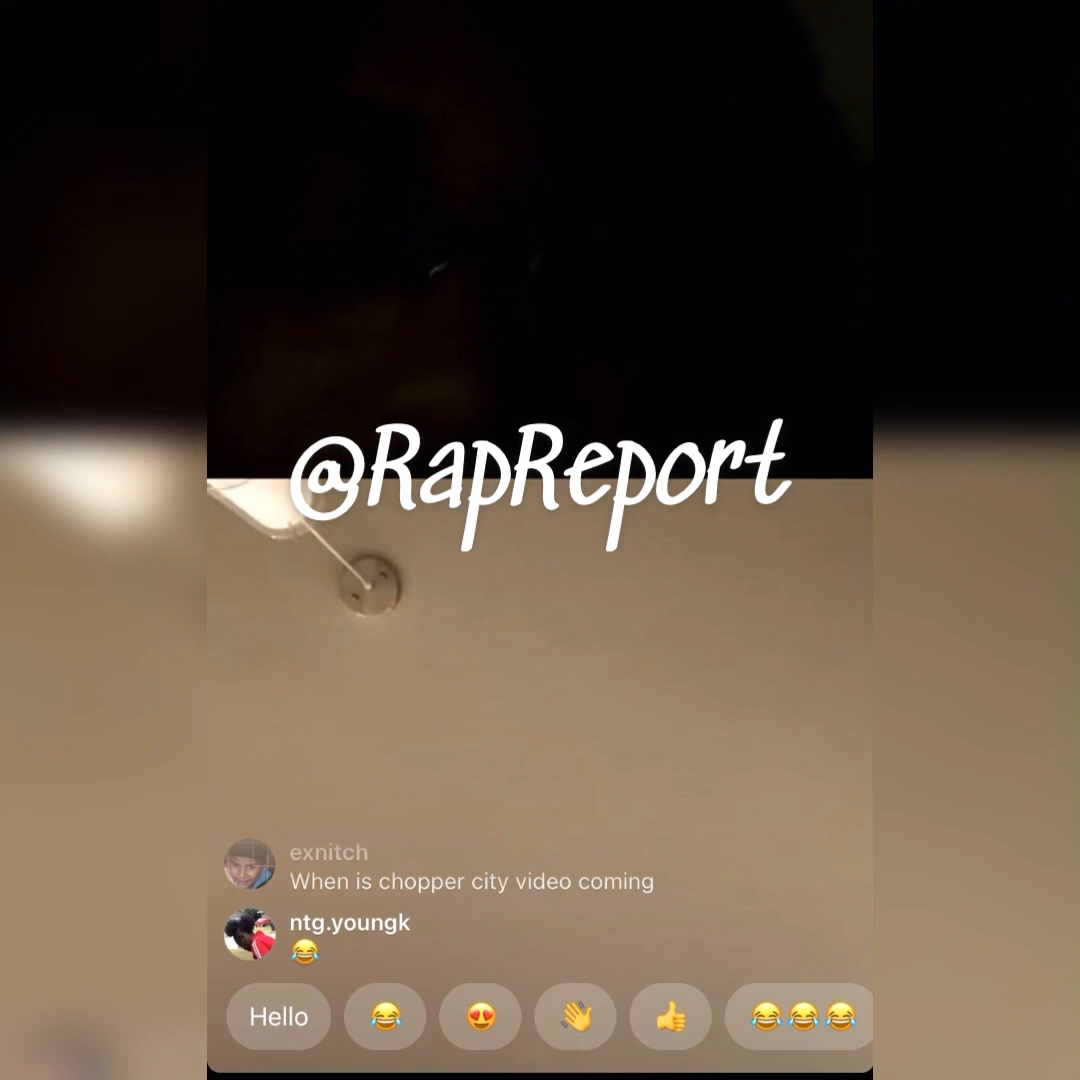 @RapReport
exnitch
When is chopper city video coming
ntg.youngk
😂
Hello 😂 😍 👋 👍 😂😂😂